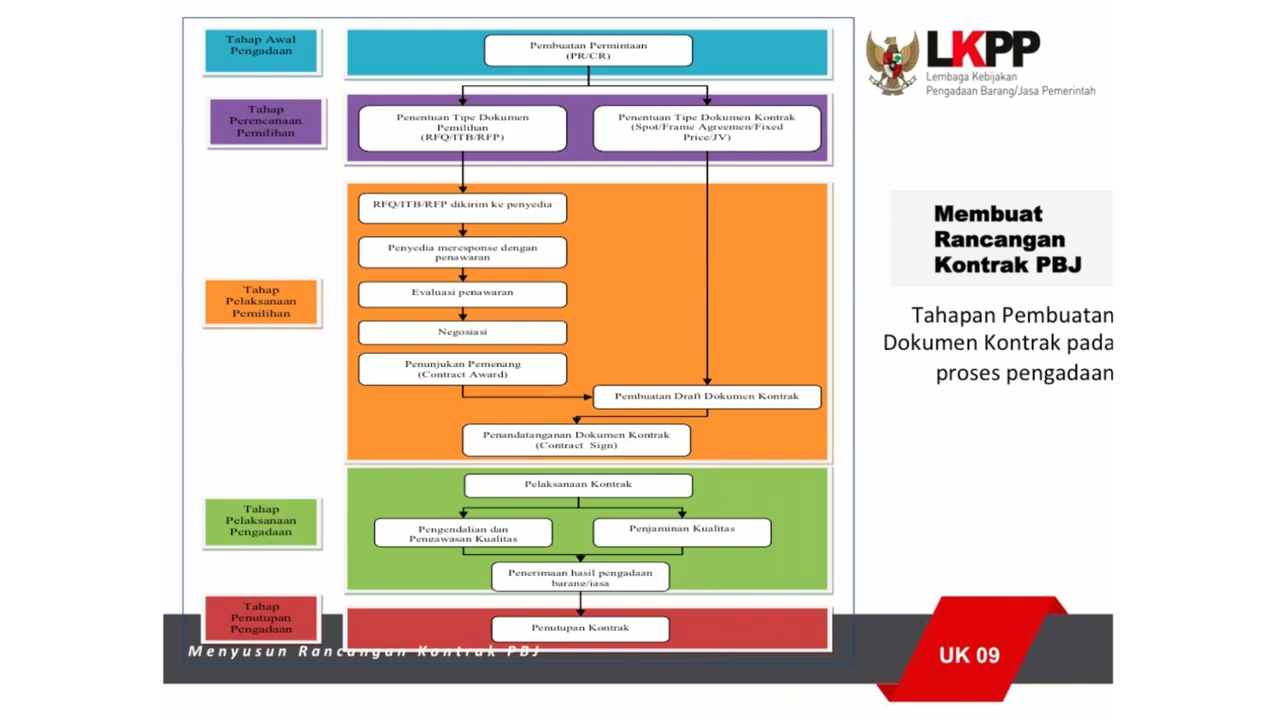 Tahap Awal
Pengadaan
Pembuatan Permintaan
(PR/CR)
Tahap
Perencanaan
Pemilihan
Penentuan Tipe Dokumen
Pemilihan
(RFQ/ITB/RFP)
Penentuan Tipe Dokumen Kontrak
(Spot/Frame Agreemen/Fixed
Price/JV)
Tahap
Pelaksanaan
Pemilihan
RFQ/ITB/RFP dikirim ke penyedia
Penyedia meresponse dengan
penawaran
Evaluasi penawaran
Negosiasi
Penunjukan Pemenang
(Contract Award)
Pembuatan Draft Dokumen Kontrak
Penandatanganan Dokumen Kontrak
(Contract Sign)
Tahap
Pelaksanaan
Pengadaan
Pelaksanaan Kontrak
Pengendalian dan
Pengawasan Kualitas
Penjaminan Kualitas
Penerimaan hasil pengadaan
barang/jasa
Tahap
Penutupan
Pengadaan
Penutupan Kontrak
Menyusun Rancangan Kontrak PBJ
LKPP
Lembaga Kebijakan
Pengadaan Barang/Jasa Pemerintah
Membuat
Rancangan
Kontrak PBJ
Tahapan Pembuatan
Dokumen Kontrak pada
proses pengadaan
UK 09